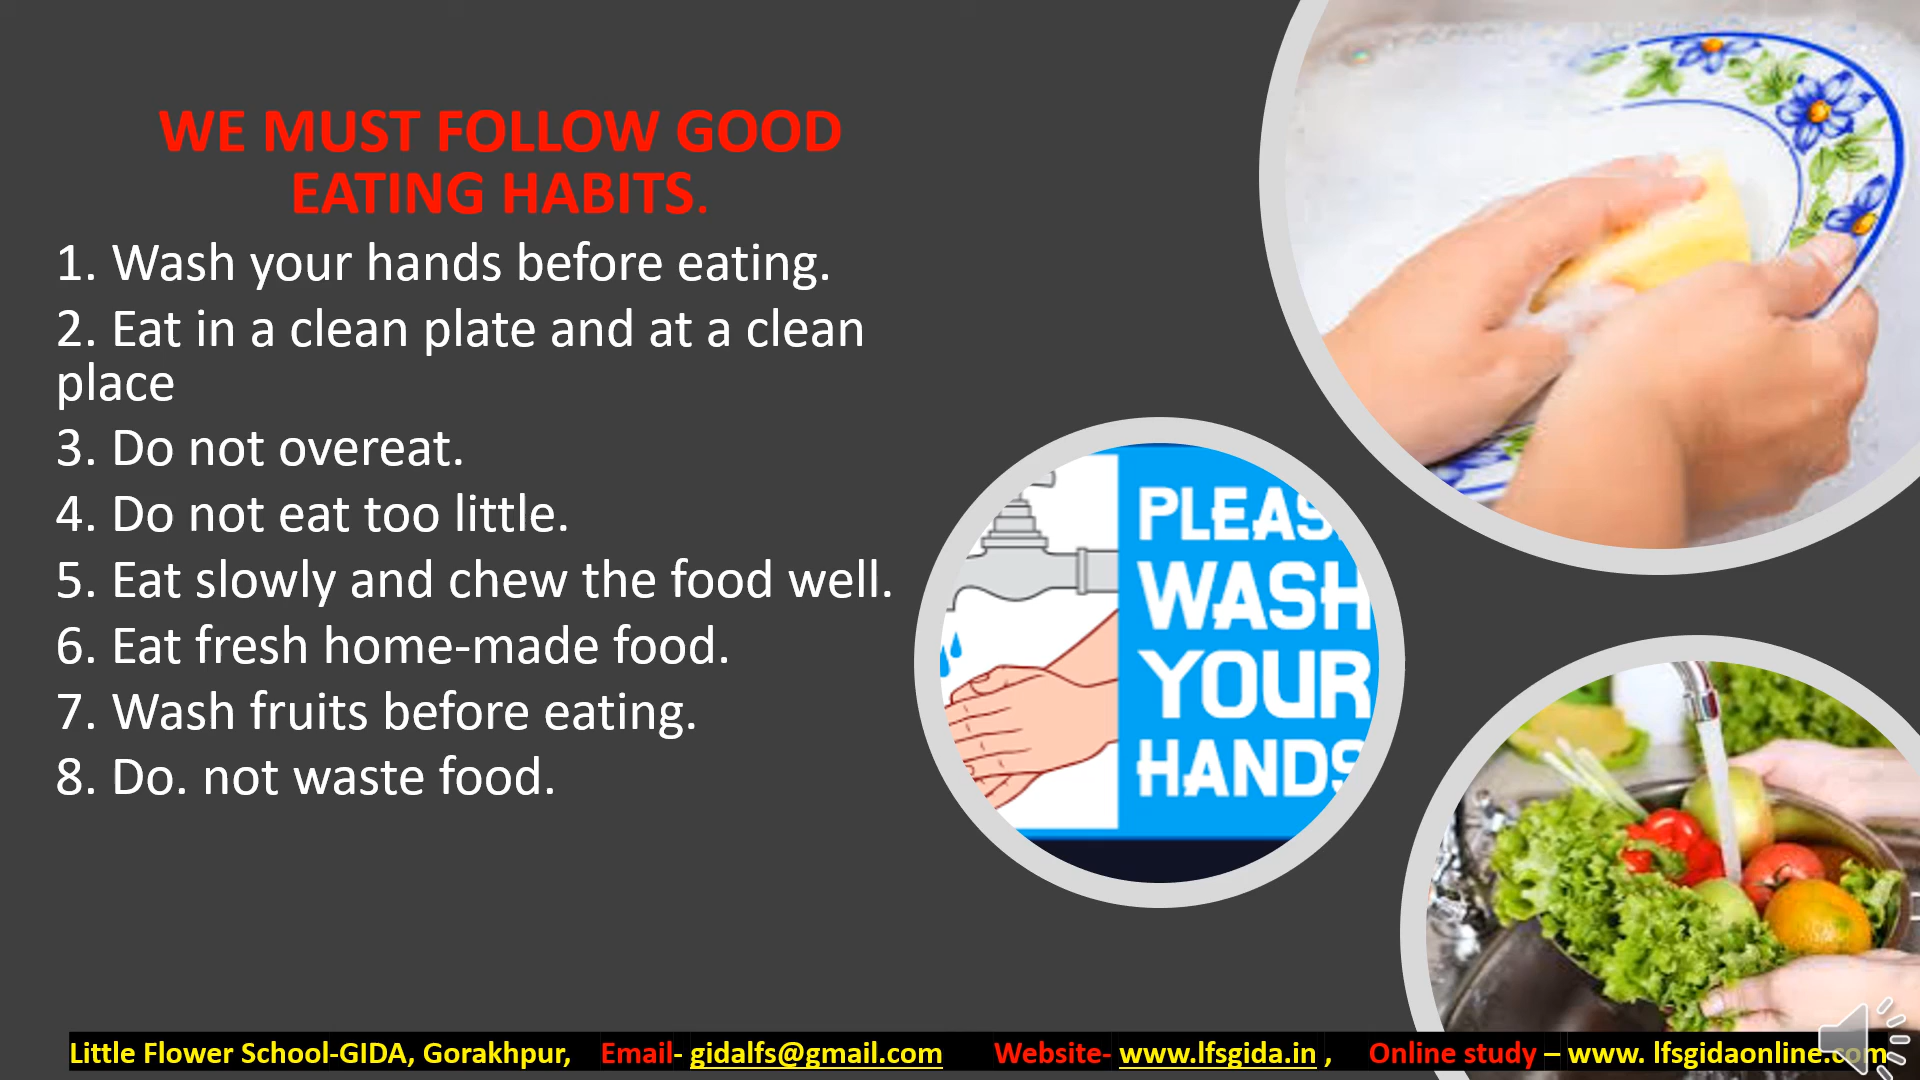 WE MUST FOLLOW GOOD
EATING HABITS.
1. Wash your hands before eating.
2. Eat in a clean plate and at a clean
place
3. Do not overeat.
4. Do not eat too little.
5. Eat slowly and chew the food well.
6. Eat fresh home-made food.
7. Wash fruits before eating.
8. Do. not waste food.
PLEAS
WASH
YOUR
HANDS
Little Flower School-GIDA, Gorakhpur, Email- gidalfs@gmail.com Website- www.lfsgida.in , Online study – www. lfsgidaonline.com